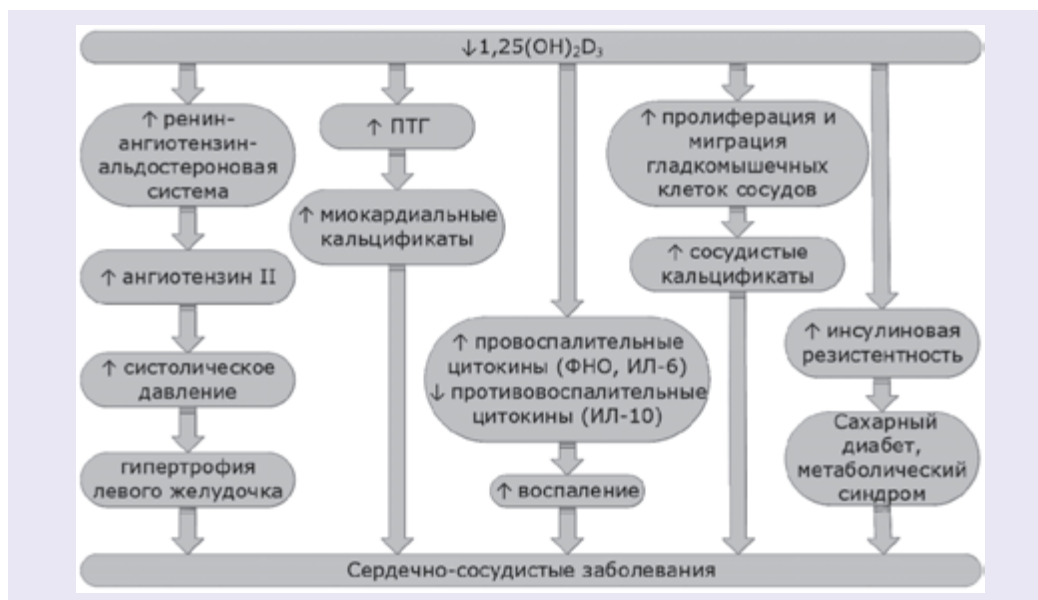 ↓1,25(OH)₂D₃
↑ ренин-
ангиотензин-
альдостероновая
система
↑ ангиотензин II
↑ систолическое
давление
гипертрофия
левого желудочка
↑ ПТГ
↑ миокардиальные
кальцификаты
↑ провоспалительные
цитокины (ФНО, ИЛ-6)
↓ противовоспалительные
цитокины (ИЛ-10)
↑ воспаление
↑ пролиферация и
миграция
гладкомышечных
клеток сосудов
↑ сосудистые
кальцификаты
↑ инсулиновая
резистентность
Сахарный
диабет,
метаболический
синдром
Сердечно-сосудистые заболевания